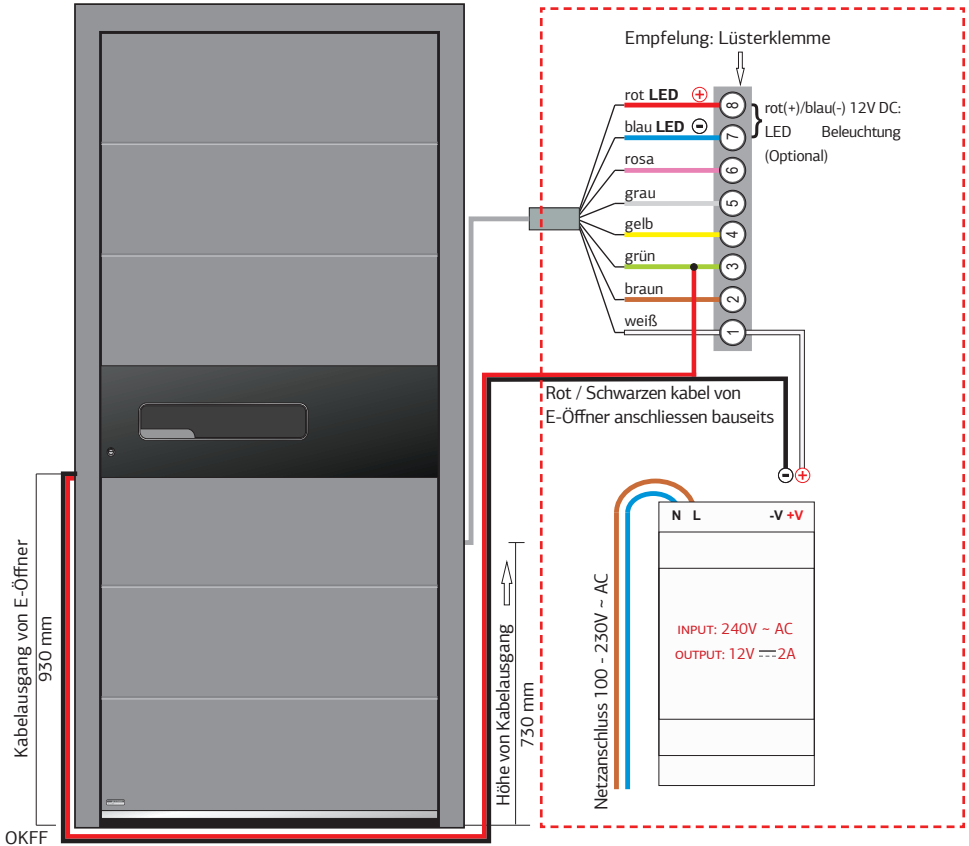 Empfelung: Lüsterklemme
rot LED +
8
rot(+)/blau(-) 12V DC:
LED Beleuchtung
(Optional)
blau LED -
7
rosa
6
grau
5
gelb
4
grün
3
braun
2
weiß
1
Rot / Schwarzen kabel von
E-Öffner anschliessen bauseits
- +
N L -V +V
INPUT: 240V ~ AC
OUTPUT: 12V ⎓2A
Netzanschluss 100 - 230V ~ AC
Kabelausgang von E-Öffner
930 mm
Höhe von Kabelausgang
730 mm
OKFF